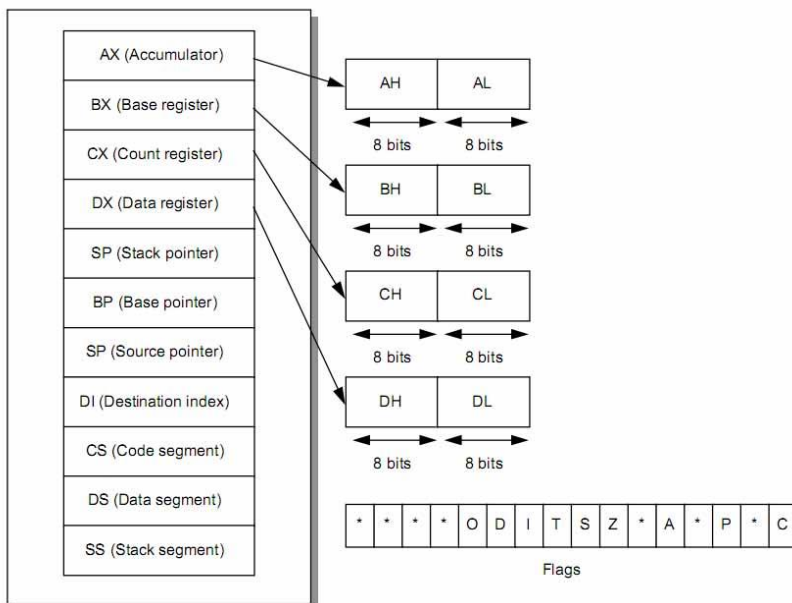 AX (Accumulator)
BX (Base register)
CX (Count register)
DX (Data register)
SP (Stack pointer)
BP (Base pointer)
SP (Source pointer)
DI (Destination index)
CS (Code segment)
DS (Data segment)
SS (Stack segment)
AH AL
8 bits 8 bits
BH BL
8 bits 8 bits
CH CL
8 bits 8 bits
DH DL
8 bits 8 bits
* * * * O D I T S Z * A * P * C
Flags